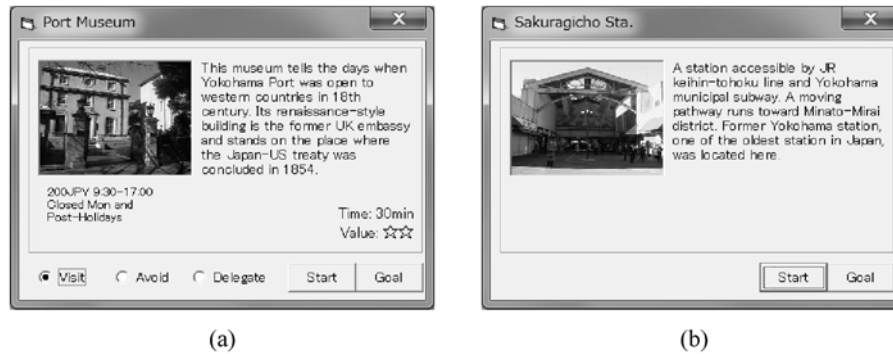 Port Museum
This museum tells the days when
Yokohama Port was open to
western countries in 18th
century. Its renaissance-style
building is the former UK embassy
and stands on the place where
the Japan-US treaty was
concluded in 1854.
200JPY 9:30-17:00
Closed Mon and
Post-Holidays
Time: 30min
Value: ☆☆
Visit Avoid Delegate Start Goal
(a)
Sakuragicho Sta.
A station accessible by JR
keihin-tohoku line and Yokohama
municipal subway. A moving
pathway runs toward Minato-Mirai
district. Former Yokohama station,
one of the oldest station in Japan,
was located here.
Start Goal
(b)